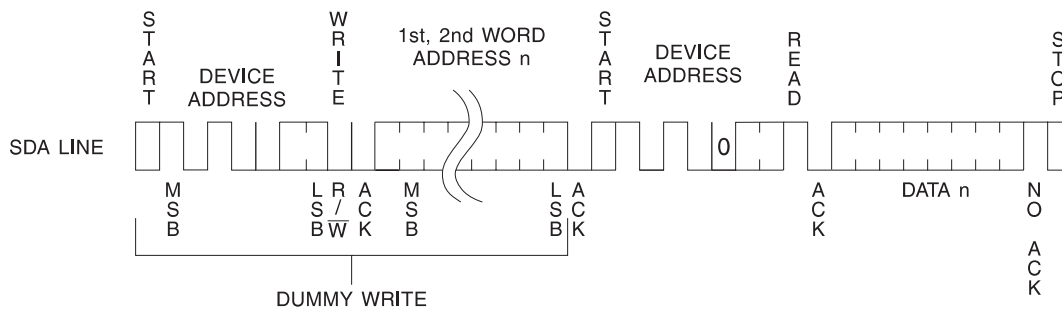 START
WRITE
1st, 2nd WORD
ADDRESS n
START
READ
STOP
DEVICE
ADDRESS
DEVICE
ADDRESS
SDA LINE
0
MSB
LSB
R/W
ACK
MSB
LSB
ACK
ACK
DATA n
NO ACK
DUMMY WRITE